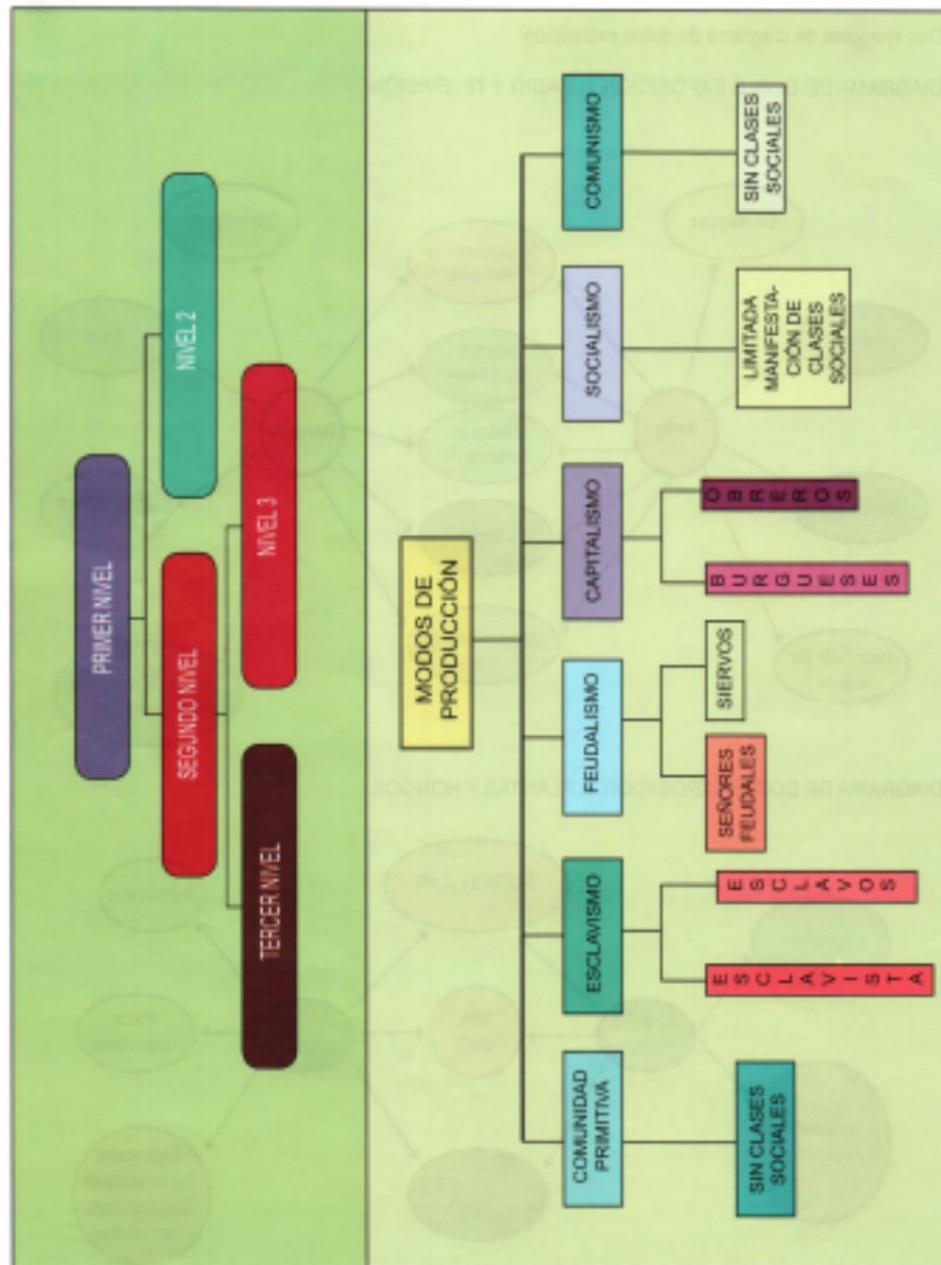 PRIMER NIVEL
SEGUNDO NIVEL
NIVEL 2
TERCER NIVEL
NIVEL 3
MODOS DE
PRODUCCIÓN
COMUNIDAD
PRIMITIVA
ESCLAVISMO
FEUDALISMO
CAPITALISMO
SOCIALISMO
COMUNISMO
SIN CLASES
SOCIALES
ESCLAVISTA
ESCLAVOS
SEÑORES
FEUDALES
SIERVOS
BURGUESES
OBREROS
LIMITADA
MANIFESTA-
CIÓN DE
CLASES
SOCIALES
SIN CLASES
SOCIALES